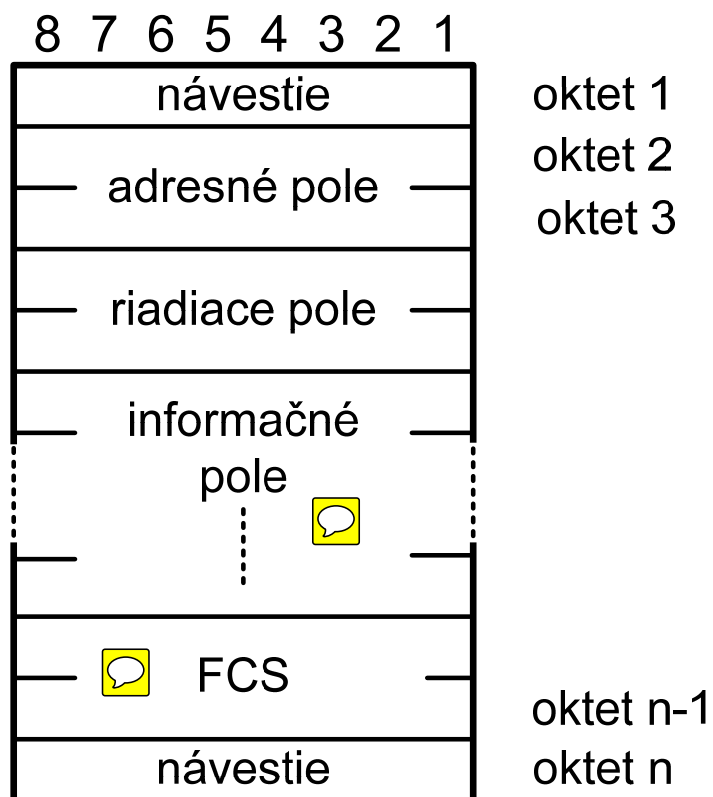 8 7 6 5 4 3 2 1
návestie oktet 1
oktet 2
adresné pole
oktet 3
riadiace pole
informačné
pole
FCS
oktet n-1
návestie oktet n